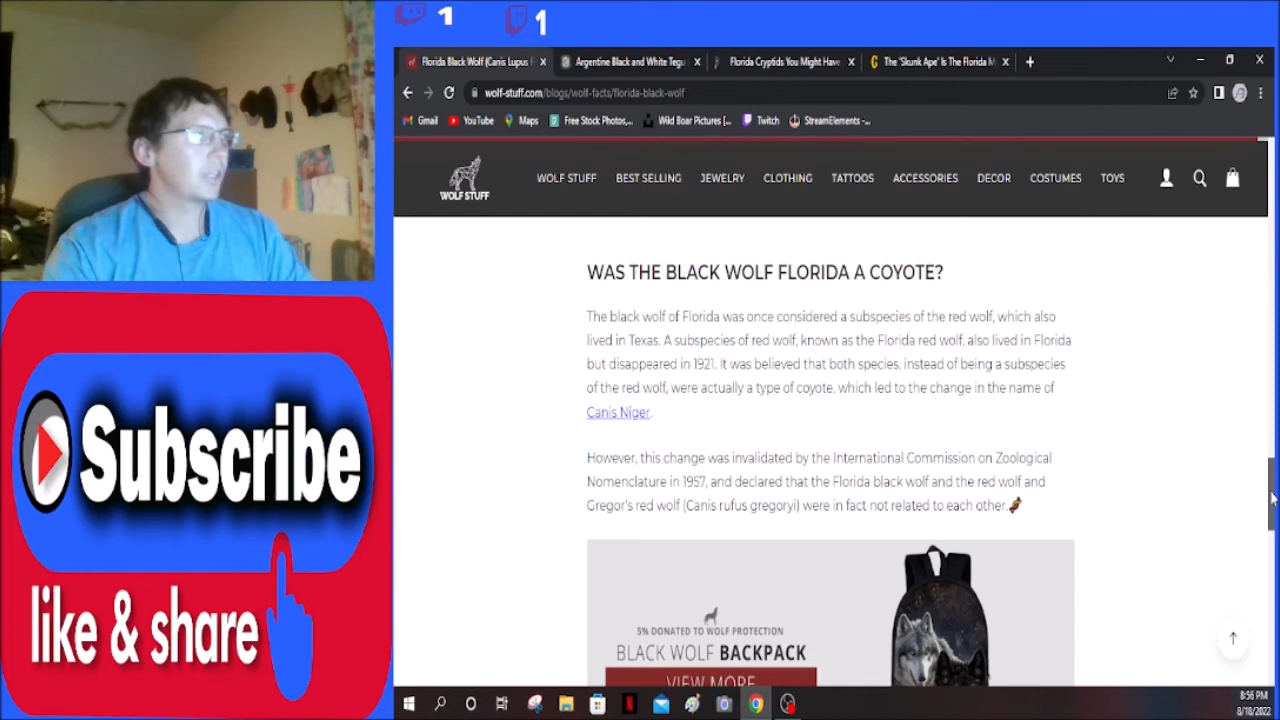 1
1
Florida Black Wolf (Canis Lupus F
Argentine Black and White Tegu
Florida Cryptids You Might Have
The 'Skunk Ape' Is The Florida M
wolf-stuff.com/blogs/wolf-facts/florida-black-wolf
Gmail YouTube Maps Free Stock Photos,... Wild Boar Pictures [... Twitch StreamElements -...
WOLF STUFF
WOLF STUFF BEST SELLING JEWELRY CLOTHING TATTOOS ACCESSORIES DECOR COSTUMES TOYS
WAS THE BLACK WOLF FLORIDA A COYOTE?
The black wolf of Florida was once considered a subspecies of the red wolf, which also
lived in Texas. A subspecies of red wolf, known as the Florida red wolf, also lived in Florida
but disappeared in 1921. It was believed that both species, instead of being a subspecies
of the red wolf, were actually a type of coyote, which led to the change in the name of
Canis Niger.
However, this change was invalidated by the International Commission on Zoological
Nomenclature in 1957, and declared that the Florida black wolf and the red wolf and
Gregor's red wolf (Canis rufus gregoryi) were in fact not related to each other.
5% DONATED TO WOLF PROTECTION
BLACK WOLF BACKPACK
VIEW MORE
Subscribe
like & share
8:56 PM
8/18/2022